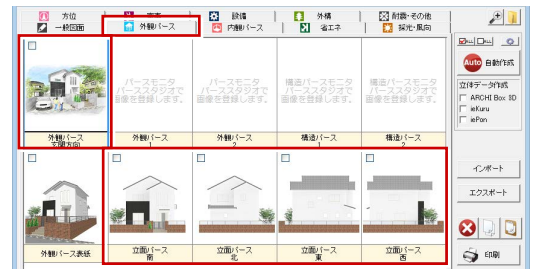 方位
設備
外構
耐震・その他
一般図面
外観パース
内観パース
省エネ
採光・風向
Auto 自動作成
立体データ作成
ARCHI Box 3D
ieKuru
iePon
インポート
エクスポート
印刷
パースモニタ
パーススタジオで
画像を登録します。
パースモニタ
パーススタジオで
画像を登録します。
構造パースモニタ
パーススタジオで
画像を登録します。
構造パースモニタ
パーススタジオで
画像を登録します。
外観パース
玄関方向
外観パース
1
外観パース
2
構造パース
1
構造パース
2
外観パース表紙
立面パース
南
立面パース
北
立面パース
東
立面パース
西